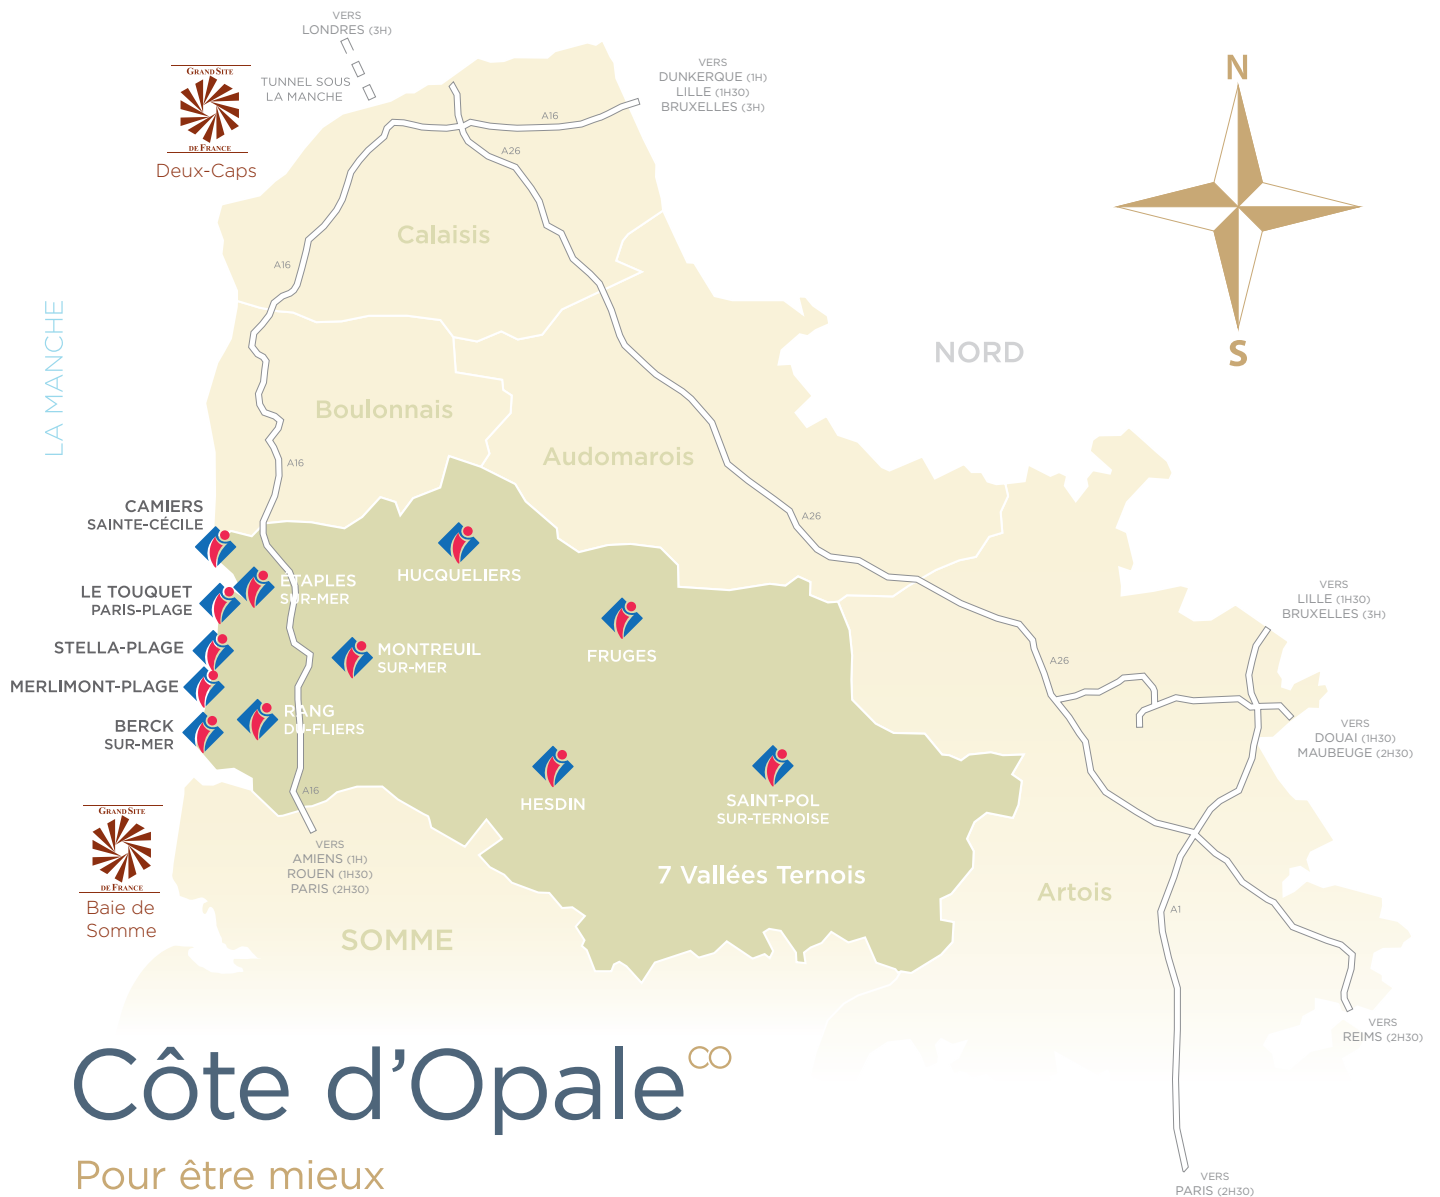 VERS
LONDRES (3H)
TUNNEL SOUS
LA MANCHE
GRAND SITE
DE FRANCE
Deux-Caps
VERS
DUNKERQUE (1H)
LILLE (1H30)
BRUXELLES (3H)
A16
A26
N
S
Calaisis
A16
LA MANCHE
NORD
Boulonnais
Audomarois
A16
A26
CAMIERS
SAINTE-CÉCILE
HUCQUELIERS
ÉTAPLES
SUR-MER
LE TOUQUET
PARIS-PLAGE
STELLA-PLAGE
MONTREUIL
SUR-MER
FRUGES
MERLIMONT-PLAGE
RANG
DU-FLIERS
BERCK
SUR-MER
VERS
LILLE (1H30)
BRUXELLES (3H)
A26
VERS
DOUAI (1H30)
MAUBEUGE (2H30)
HESDIN
SAINT-POL
SUR-TERNOISE
A16
GRAND SITE
DE FRANCE
Baie de
Somme
VERS
AMIENS (1H)
ROUEN (1H30)
PARIS (2H30)
7 Vallées Ternois
Artois
A1
SOMME
VERS
REIMS (2H30)
Côte d'Opale CO
Pour être mieux
VERS
PARIS (2H30)